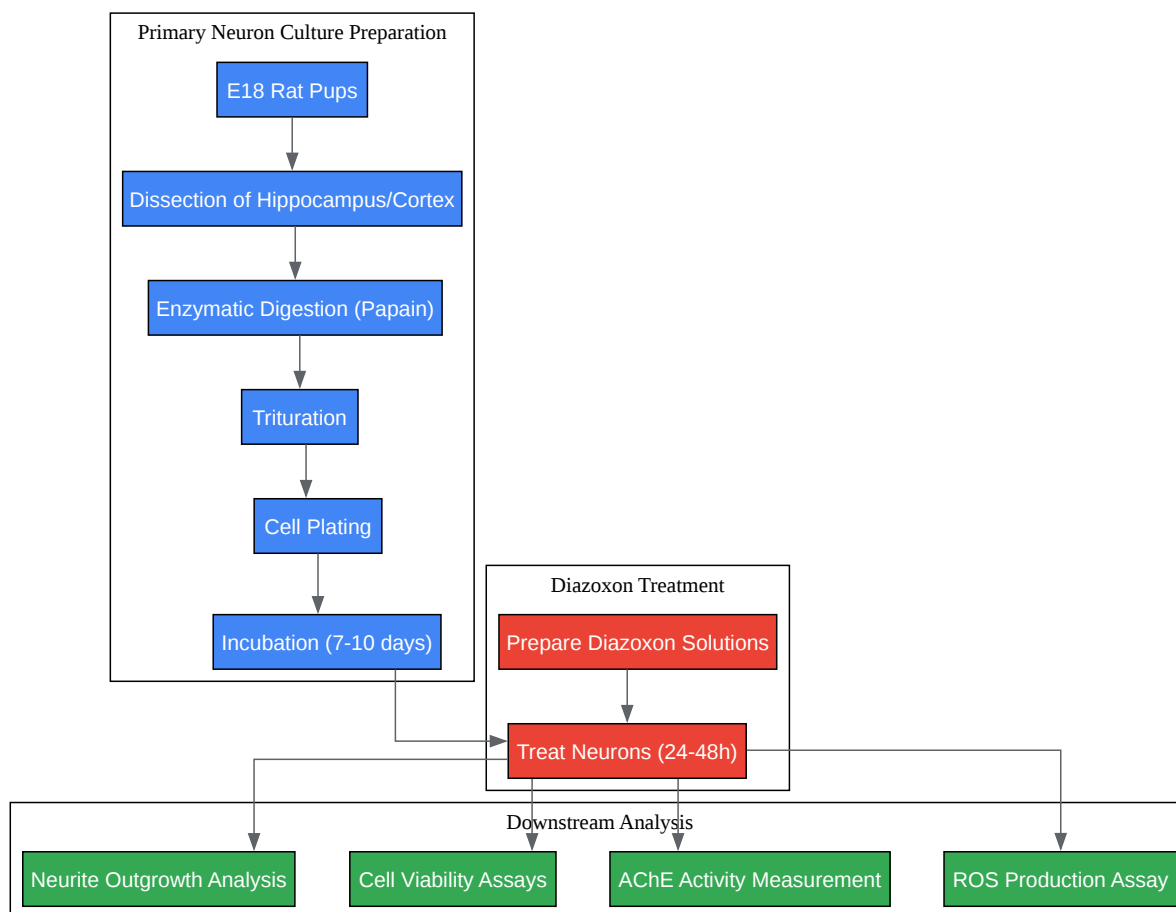 Primary Neuron Culture Preparation
E18 Rat Pups
Dissection of Hippocampus/Cortex
Enzymatic Digestion (Papain)
Trituration
Cell Plating
Incubation (7-10 days)
Diazoxon Treatment
Prepare Diazoxon Solutions
Treat Neurons (24-48h)
Downstream Analysis
Neurite Outgrowth Analysis
Cell Viability Assays
AChE Activity Measurement
ROS Production Assay